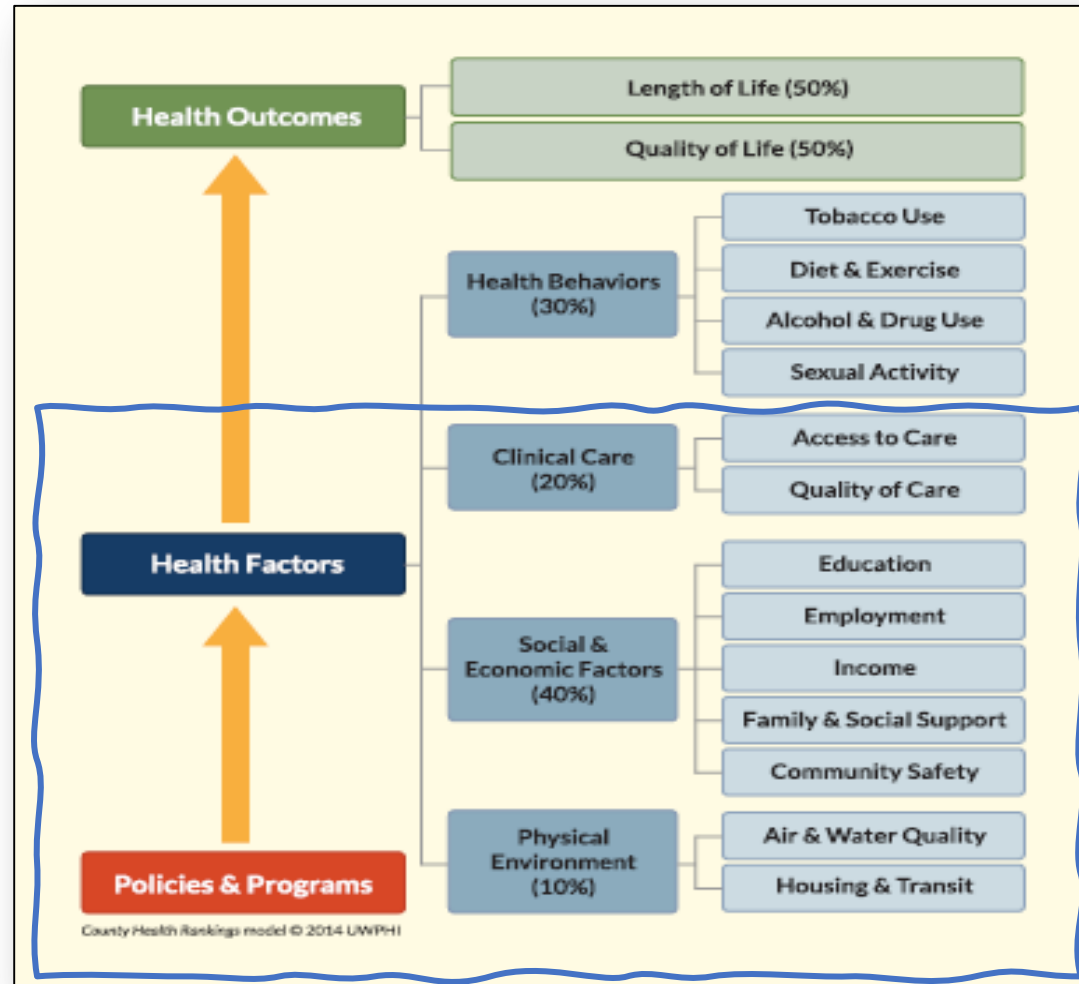 Health Outcomes
Length of Life (50%)
Quality of Life (50%)
Health Behaviors
(30%)
Tobacco Use
Diet & Exercise
Alcohol & Drug Use
Sexual Activity
Health Factors
Clinical Care
(20%)
Access to Care
Quality of Care
Social &
Economic Factors
(40%)
Education
Employment
Income
Family & Social Support
Community Safety
Physical
Environment
(10%)
Air & Water Quality
Housing & Transit
Policies & Programs
County Health Rankings model © 2014 UWPHI